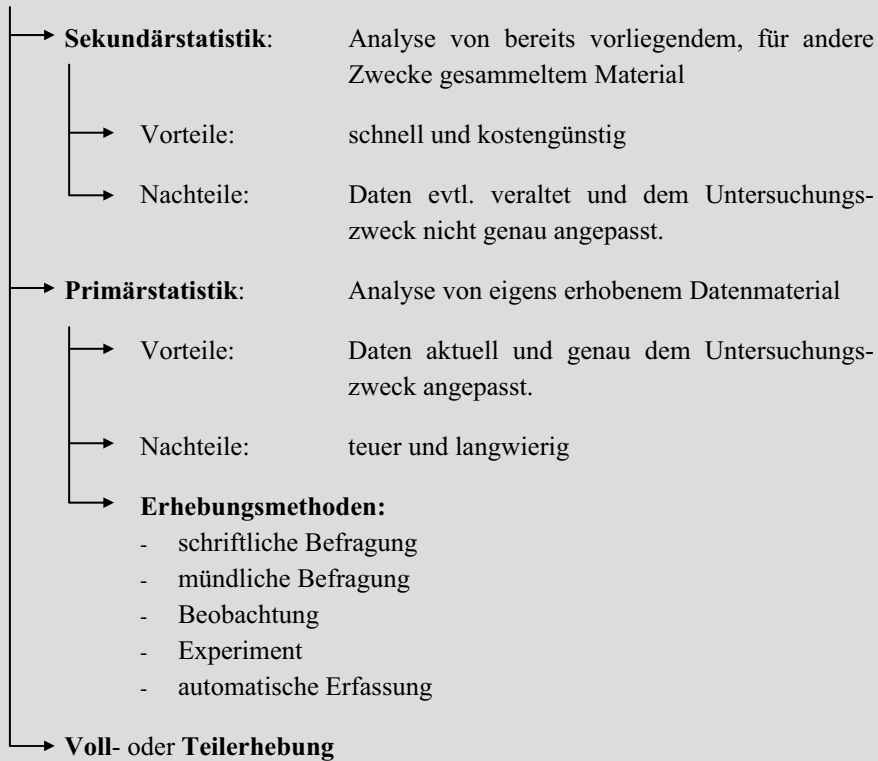 Sekundärstatistik: Analyse von bereits vorliegendem, für andere
Zwecke gesammeltem Material
Vorteile: schnell und kostengünstig
Nachteile: Daten evtl. veraltet und dem Untersuchungs-
zweck nicht genau angepasst.
Primärstatistik: Analyse von eigens erhobenem Datenmaterial
Vorteile: Daten aktuell und genau dem Untersuchungs-
zweck angepasst.
Nachteile: teuer und langwierig
Erhebungsmethoden:
- schriftliche Befragung
- mündliche Befragung
- Beobachtung
- Experiment
- automatische Erfassung
Voll- oder Teilerhebung